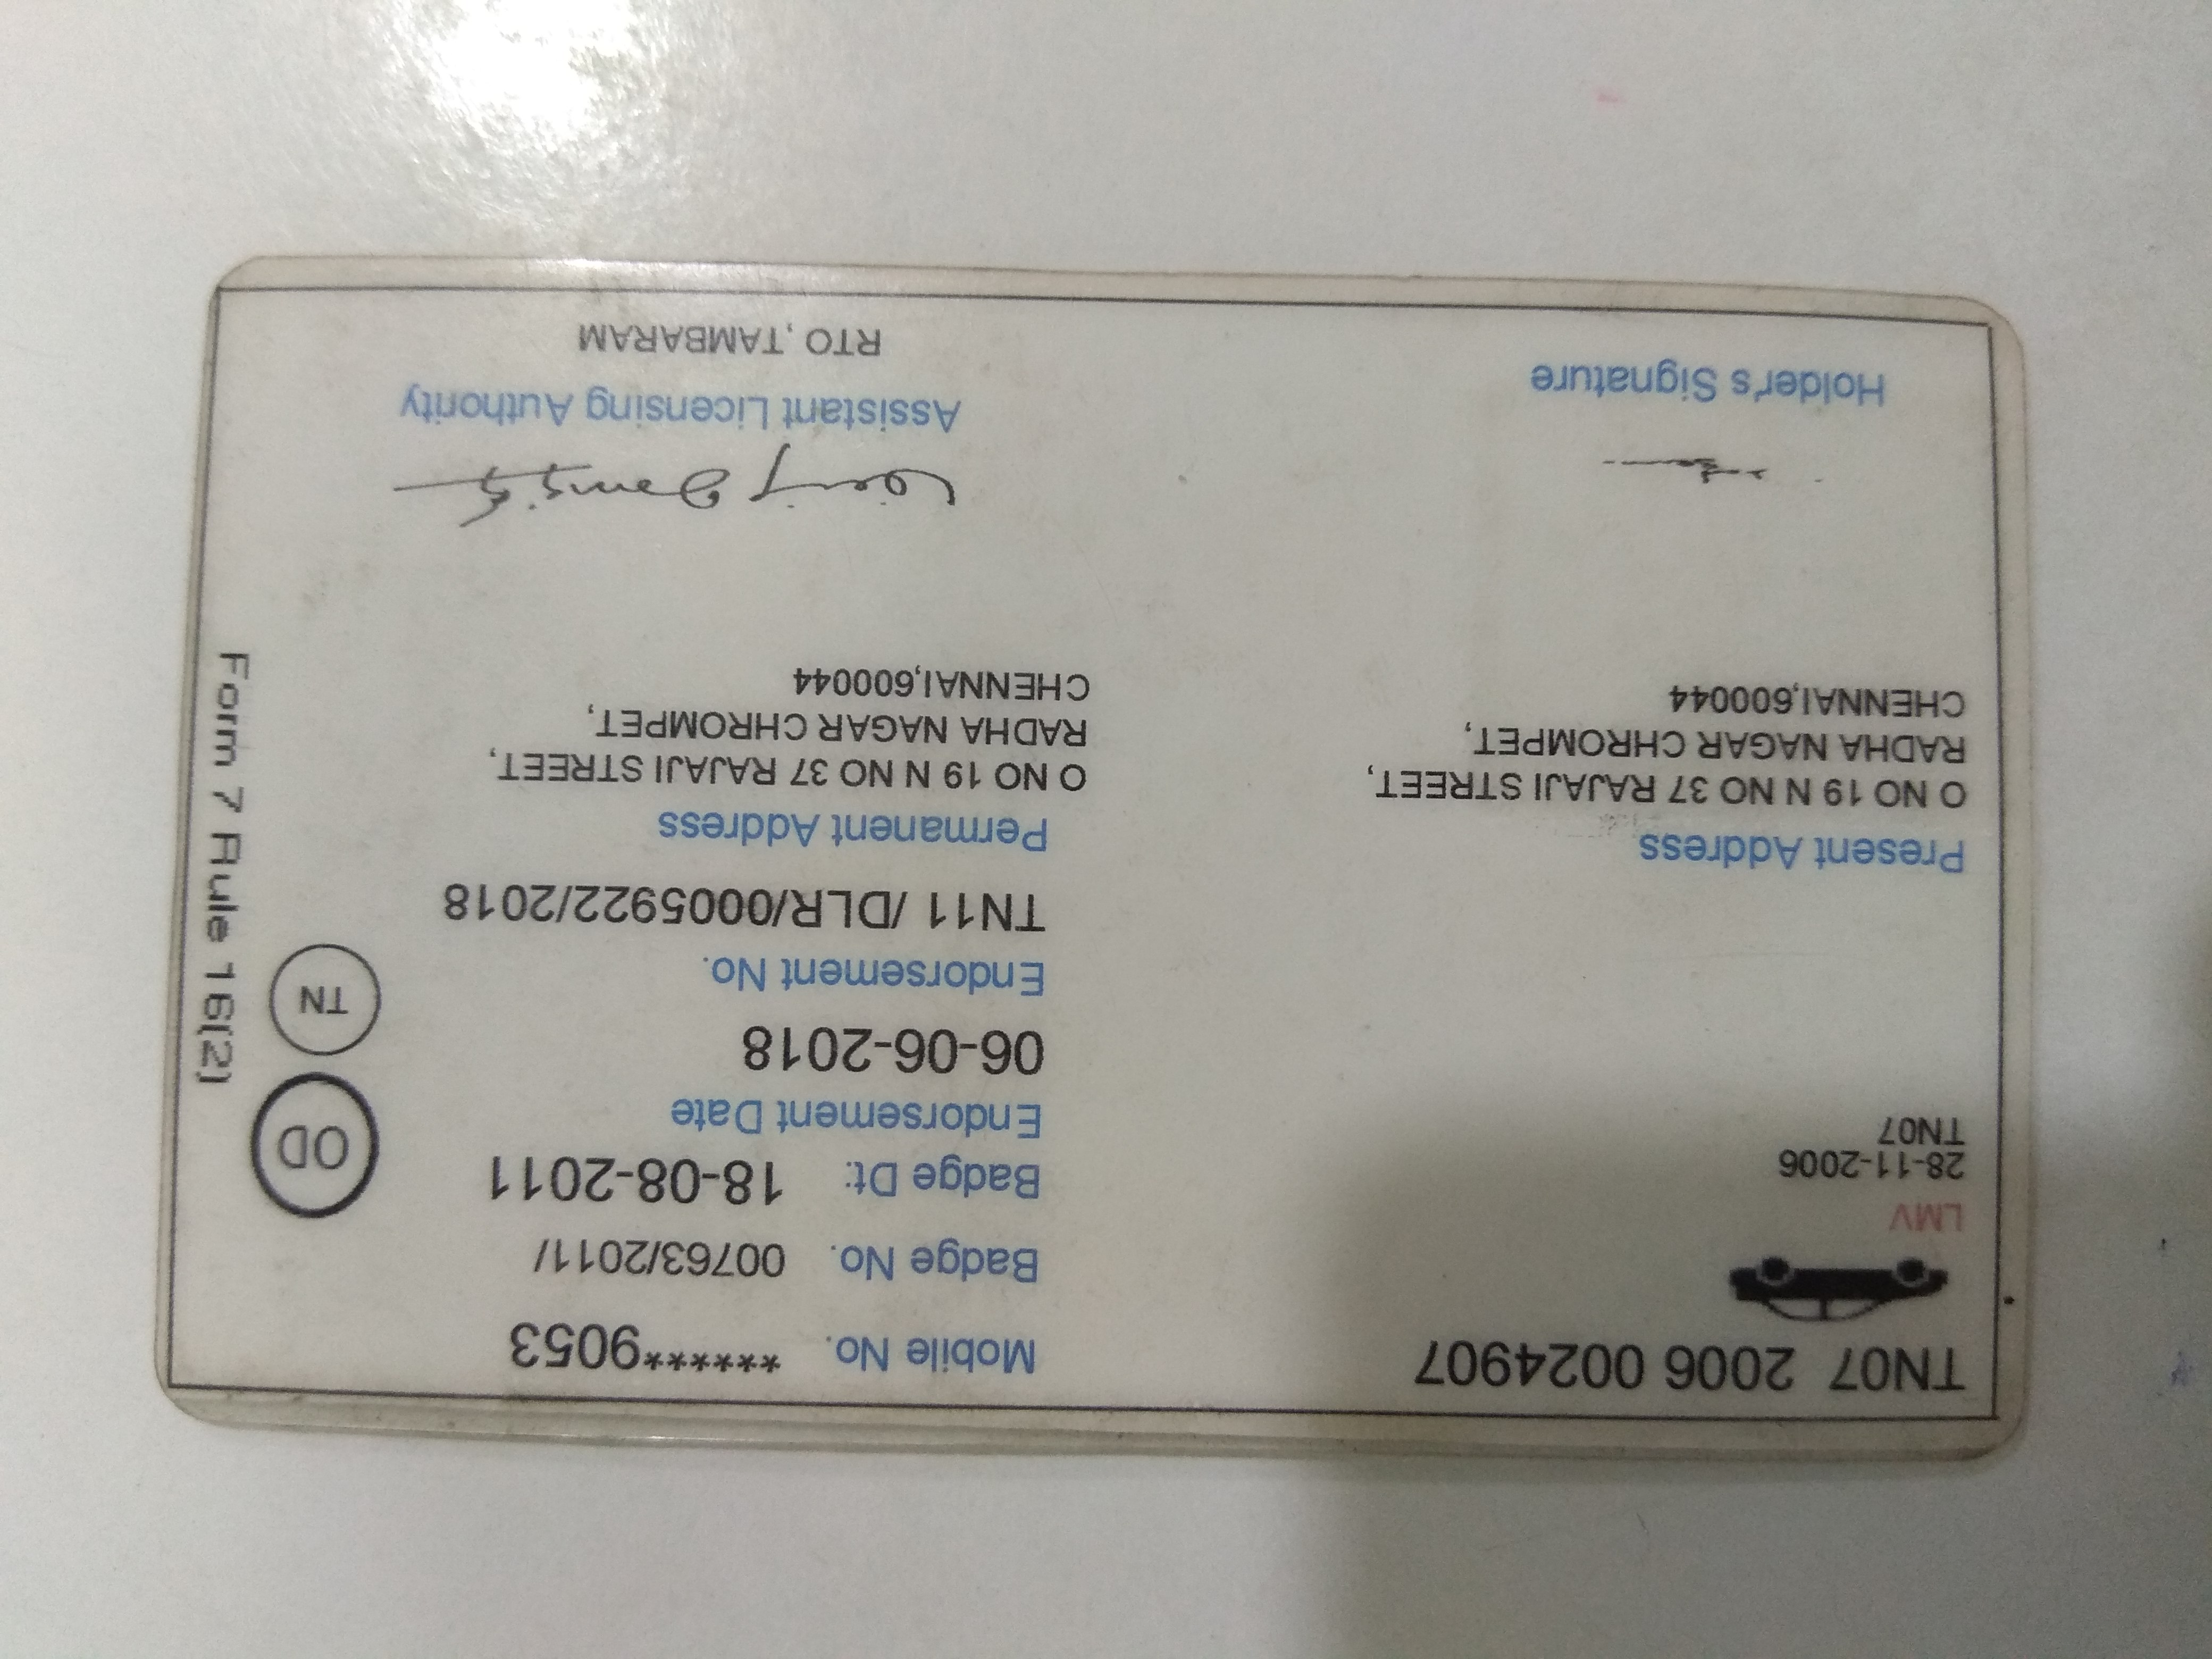 TN07 2006 0024907
LMV
28-11-2006
TN07
Present Address
O NO 19 N NO 37 RAJAJI STREET,
RADHA NAGAR CHROMPET,
CHENNAI,600044
Holder's Signature
Mobile No. ******9053
Badge No. 00763/2011/
Badge Dt: 18-08-2011
Endorsement Date
06-06-2018
Endorsement No.
TN11 /DLR/0005922/2018
Permanent Address
O NO 19 N NO 37 RAJAJI STREET,
RADHA NAGAR CHROMPET,
CHENNAI,600044
Assistant Licensing Authority
RTO ,TAMBARAM
OD
TN
Form 7 Rule 16(2)